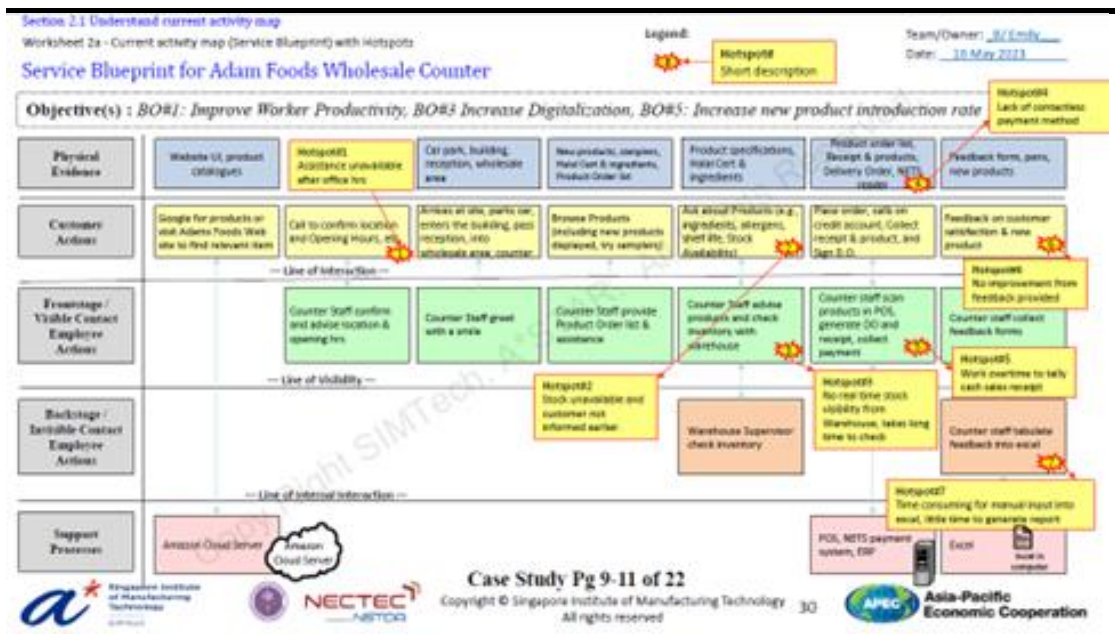 Section 2.1 Understand current activity map
Worksheet 2a - Current activity map (Service Blueprint) with Hotspots
Service Blueprint for Adam Foods Wholesale Counter
Legend:
Hotspot#
Short description
Team/Owner: BJ Emily
Date: 18 May 2023
Objective(s) : BO#1: Improve Worker Productivity, BO#3 Increase Digitalization, BO#5: Increase new product introduction rate
Hotspot#4
Lack of contactless
payment method
Physical
Evidence
Website UI, product
catalogues
Hotspot#1
Assistance unavailable
after office hrs
Car park, building,
reception, wholesale
area
New products, samplers,
Halal Cert & ingredients,
Product Order list
Product specifications,
Halal Cert &
ingredients
Product order list,
Receipt & products,
Delivery Order, NETS
reader
Feedback form, pens,
new products
Customer
Actions
Google for products or
visit Adams Foods Web
site to find relevant item
Call to confirm location
and Opening Hours,
Arrives at site, parks car,
enters the building, pass
reception, into
wholesale area, counter
Browse Products
(including new products
displayed, try samplers)
Ask about Products (e.g.,
ingredients, allergens,
shelf life, Stock
Availability)
Place order, calls on
credit account, Collect
receipt & product, and
Sign D.O.
Feedback on customer
satisfaction & new
product
--- Line of Interaction ---
Hotspot#6
No improvement from
feedback provided
Frontstage /
Visible Contact
Employee
Actions
Counter Staff confirm
and advise location &
opening hrs
Counter Staff greet
with a smile
Counter Staff provide
Product Order list &
assistance
Counter Staff advise
products and check
inventory with
warehouse
Counter staff scan
products in POS,
generate DO and
receipt, collect
payment
Counter staff collect
feedback forms
Hotspot#5
Work overtime to tally
cash sales receipt
--- Line of Visibility ---
Hotspot#2
Stock unavailable and
customer not
informed earlier
Hotspot#3
No real time stock
visibility from
Warehouse, takes long
time to check
Backstage /
Invisible Contact
Employee
Actions
Warehouse Supervisor
check inventory
Counter staff tabulate
feedback into excel
Hotspot#7
Time consuming for manual input into
excel, little time to generate report
--- Line of Internal Interaction ---
Support
Processes
Amazon Cloud Server
Amazon
Cloud Server
POS, NETS payment
system, ERP
Excel
Excel in
computer
Singapore Institute
of Manufacturing
Technology
NECTEC
NSTDA
Case Study Pg 9-11 of 22
Copyright © Singapore Institute of Manufacturing Technology
All rights reserved
30
APEC
Asia-Pacific
Economic Cooperation